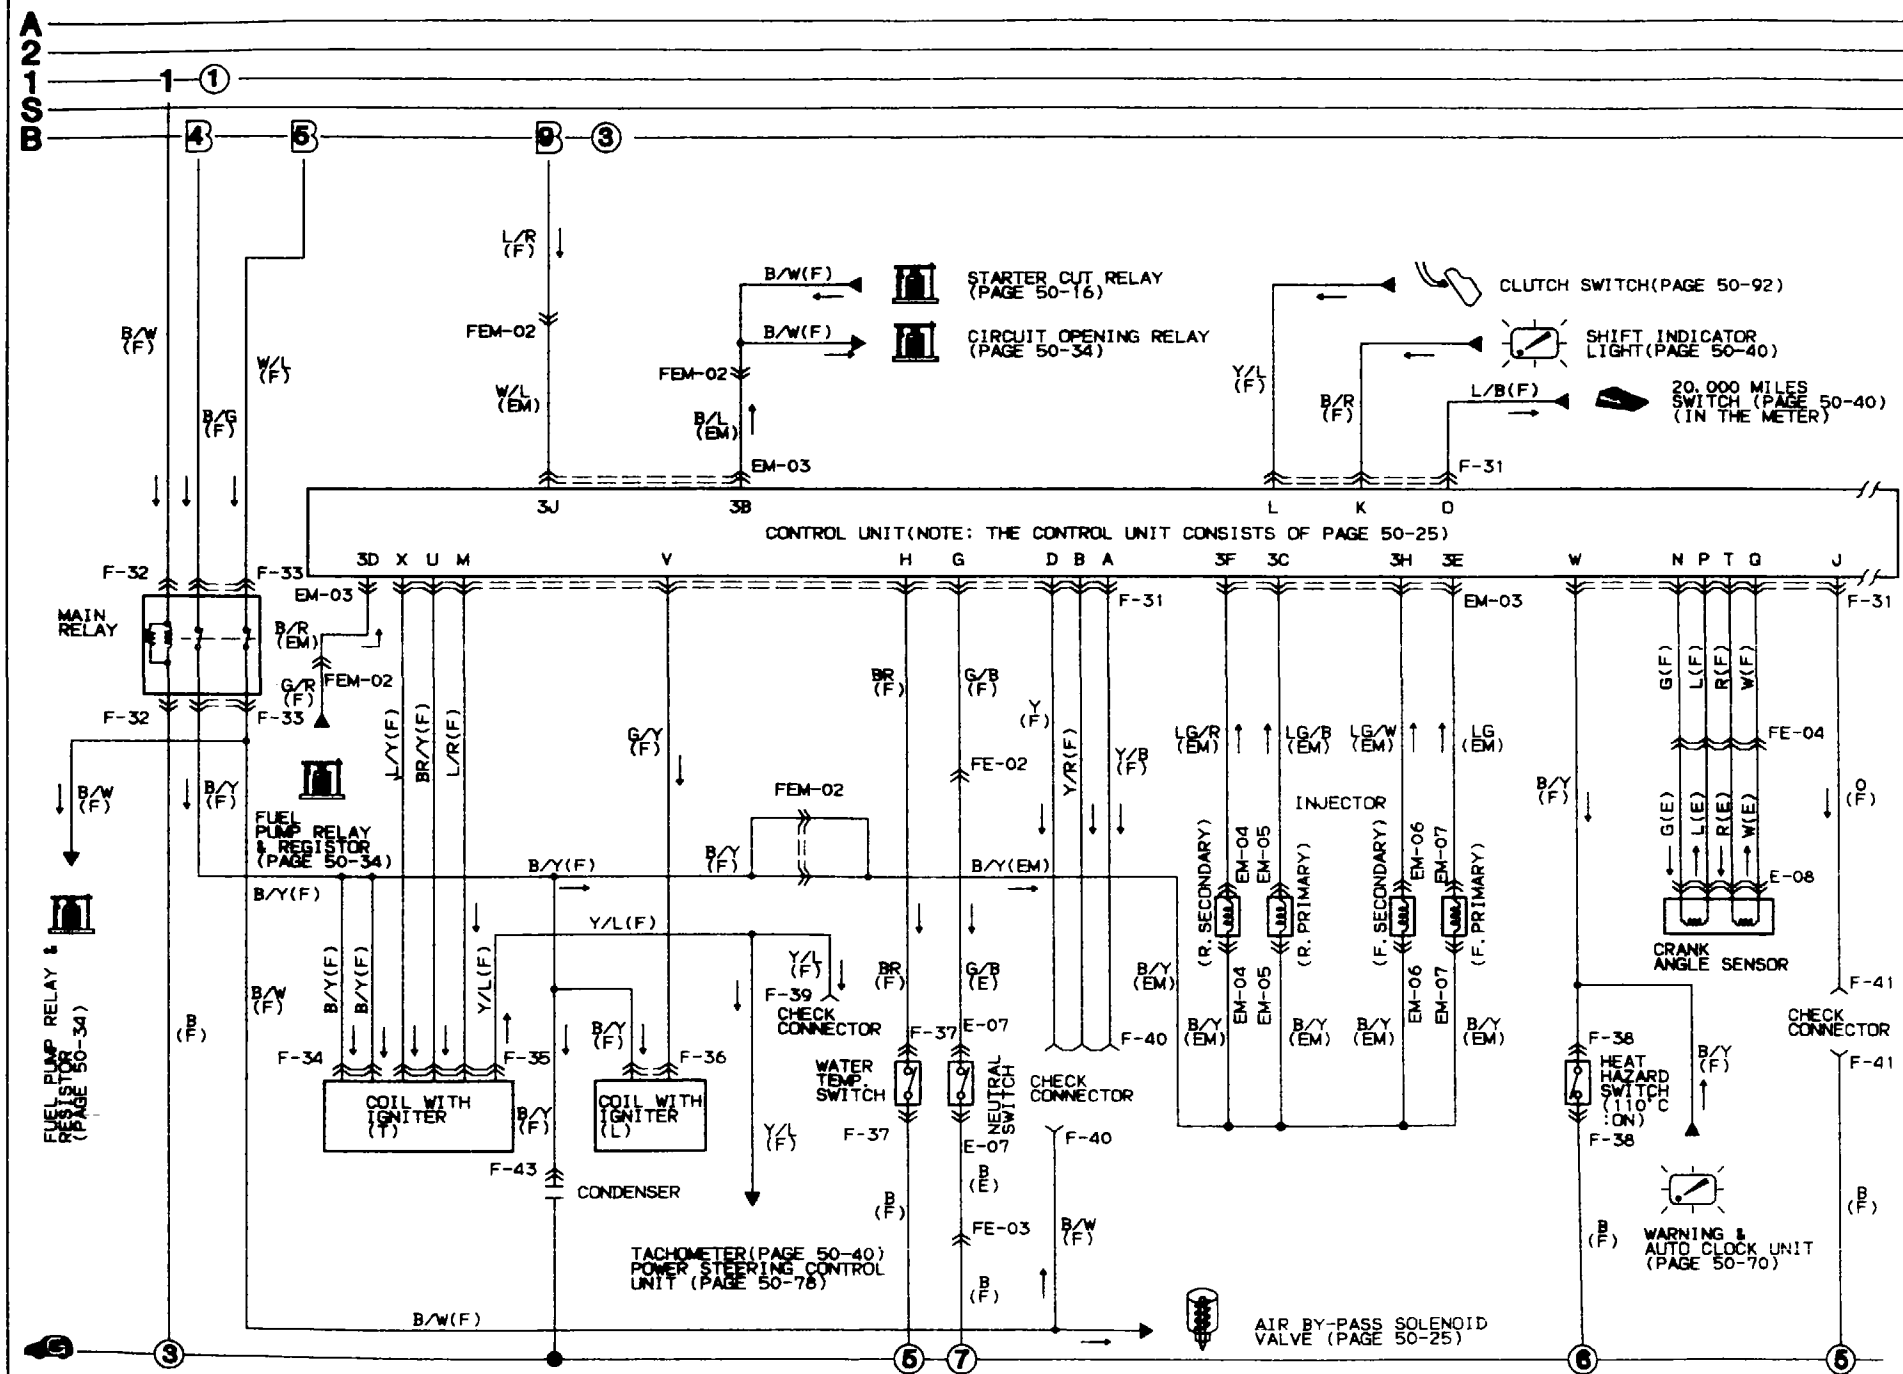 A
2
1 1 ①
S
B 4 5 9 ③
L/R
(F)
B/W(F)
STARTER CUT RELAY
(PAGE 50-16)
CLUTCH SWITCH(PAGE 50-92)
B/W
(F)
FEM-02
B/W(F)
CIRCUIT OPENING RELAY
(PAGE 50-34)
SHIFT INDICATOR
LIGHT(PAGE 50-40)
W/L
(F)
FEM-02
Y/L
(F)
W/L
(EM)
B/R
(F)
L/B(F)
20,000 MILES
SWITCH (PAGE 50-40)
(IN THE METER)
B/G
(F)
B/L
(EM)
EM-03
F-31
3J 3B L K O
CONTROL UNIT(NOTE: THE CONTROL UNIT CONSISTS OF PAGE 50-25)
3D X U M V H G D B A 3F 3C 3H 3E W N P T Q J
F-32 F-33
EM-03 F-31 EM-03 F-31
MAIN
RELAY
B/R
(EM)
FEM-02
G/R
(F)
F-32 F-33
L/Y(F)
BR/Y(F)
L/R(F)
G/Y
(F)
BR
(F)
G/B
(F)
Y
(F)
Y/R(F)
Y/B
(F)
LG/R
(EM)
LG/B
(EM)
LG/W
(EM)
LG
(EM)
G(F)
L(F)
R(F)
W(F)
FE-04
B/W
(F)
B/Y
(F)
FE-02
FEM-02
INJECTOR
B/Y
(F)
G(E)
L(E)
R(E)
W(E)
O
(F)
FUEL
PUMP RELAY
& REGISTOR
(PAGE 50-34)
B/Y(F)
B/Y(F)
B/Y
(F)
B/Y(EM)
(R. SECONDARY)
EM-04
EM-05
(R. PRIMARY)
(F. SECONDARY)
EM-06
EM-07
(F. PRIMARY)
E-08
CRANK
ANGLE SENSOR
FUEL PUMP RELAY &
RESISTOR
(PAGE 50-34)
B
(F)
B/W
(F)
B/Y(F)
B/Y(F)
Y/L(F)
Y/L(F)
Y/L
(F)
F-39
CHECK
CONNECTOR
BR
(F)
G/B
(E)
B/Y
(EM)
EM-04
EM-05
EM-06
EM-07
B/Y
(EM)
B/Y
(EM)
B/Y
(EM)
B/Y
(EM)
F-41
CHECK
CONNECTOR
F-41
F-34 F-35
B/Y
(F)
F-36
F-37
E-07
F-40
F-38
WATER
TEMP.
SWITCH
NEUTRAL
SWITCH
CHECK
CONNECTOR
HEAT
HAZARD
SWITCH
(110°C
:ON)
B/Y
(F)
COIL WITH
IGNITER
(T)
B/Y
(F)
COIL WITH
IGNITER
(L)
Y/L
(F)
F-37
E-07
F-40
F-38
F-43
CONDENSER
B
(F)
B
(E)
FE-03
B/W
(F)
B
(F)
B
(F)
B
(F)
WARNING &
AUTO CLOCK UNIT
(PAGE 50-70)
TACHOMETER(PAGE 50-40)
POWER STEERING CONTROL
UNIT (PAGE 50-78)
B/W(F)
AIR BY-PASS SOLENOID
VALVE (PAGE 50-25)
③ ⑤ ⑦ ⑥ ⑤